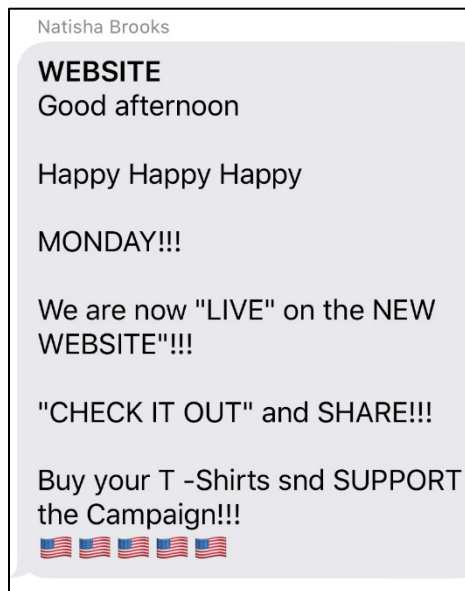 Natisha Brooks
WEBSITE
Good afternoon
Happy Happy Happy
MONDAY!!!
We are now "LIVE" on the NEW
WEBSITE"!!!
"CHECK IT OUT" and SHARE!!!
Buy your T -Shirts snd SUPPORT
the Campaign!!!
🇺🇸🇺🇸🇺🇸🇺🇸🇺🇸